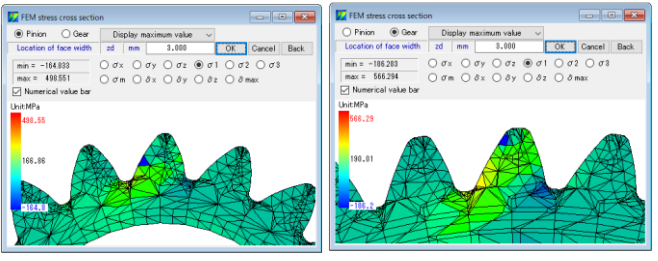 FEM stress cross section
Pinion Gear Display maximum value
Location of face width zd mm 3.000 OK Cancel Back
min = -164.833 σx σy σz σ1 σ2 σ3
max = 498.551 σm δx δy δz δmax
Numerical value bar
Unit:MPa
498.55
166.86
-164.8
FEM stress cross section
Pinion Gear Display maximum value
Location of face width zd mm 3.000 OK Cancel Back
min = -186.203 σx σy σz σ1 σ2 σ3
max = 566.294 σm δx δy δz δmax
Numerical value bar
Unit:MPa
566.29
190.01
-186.2